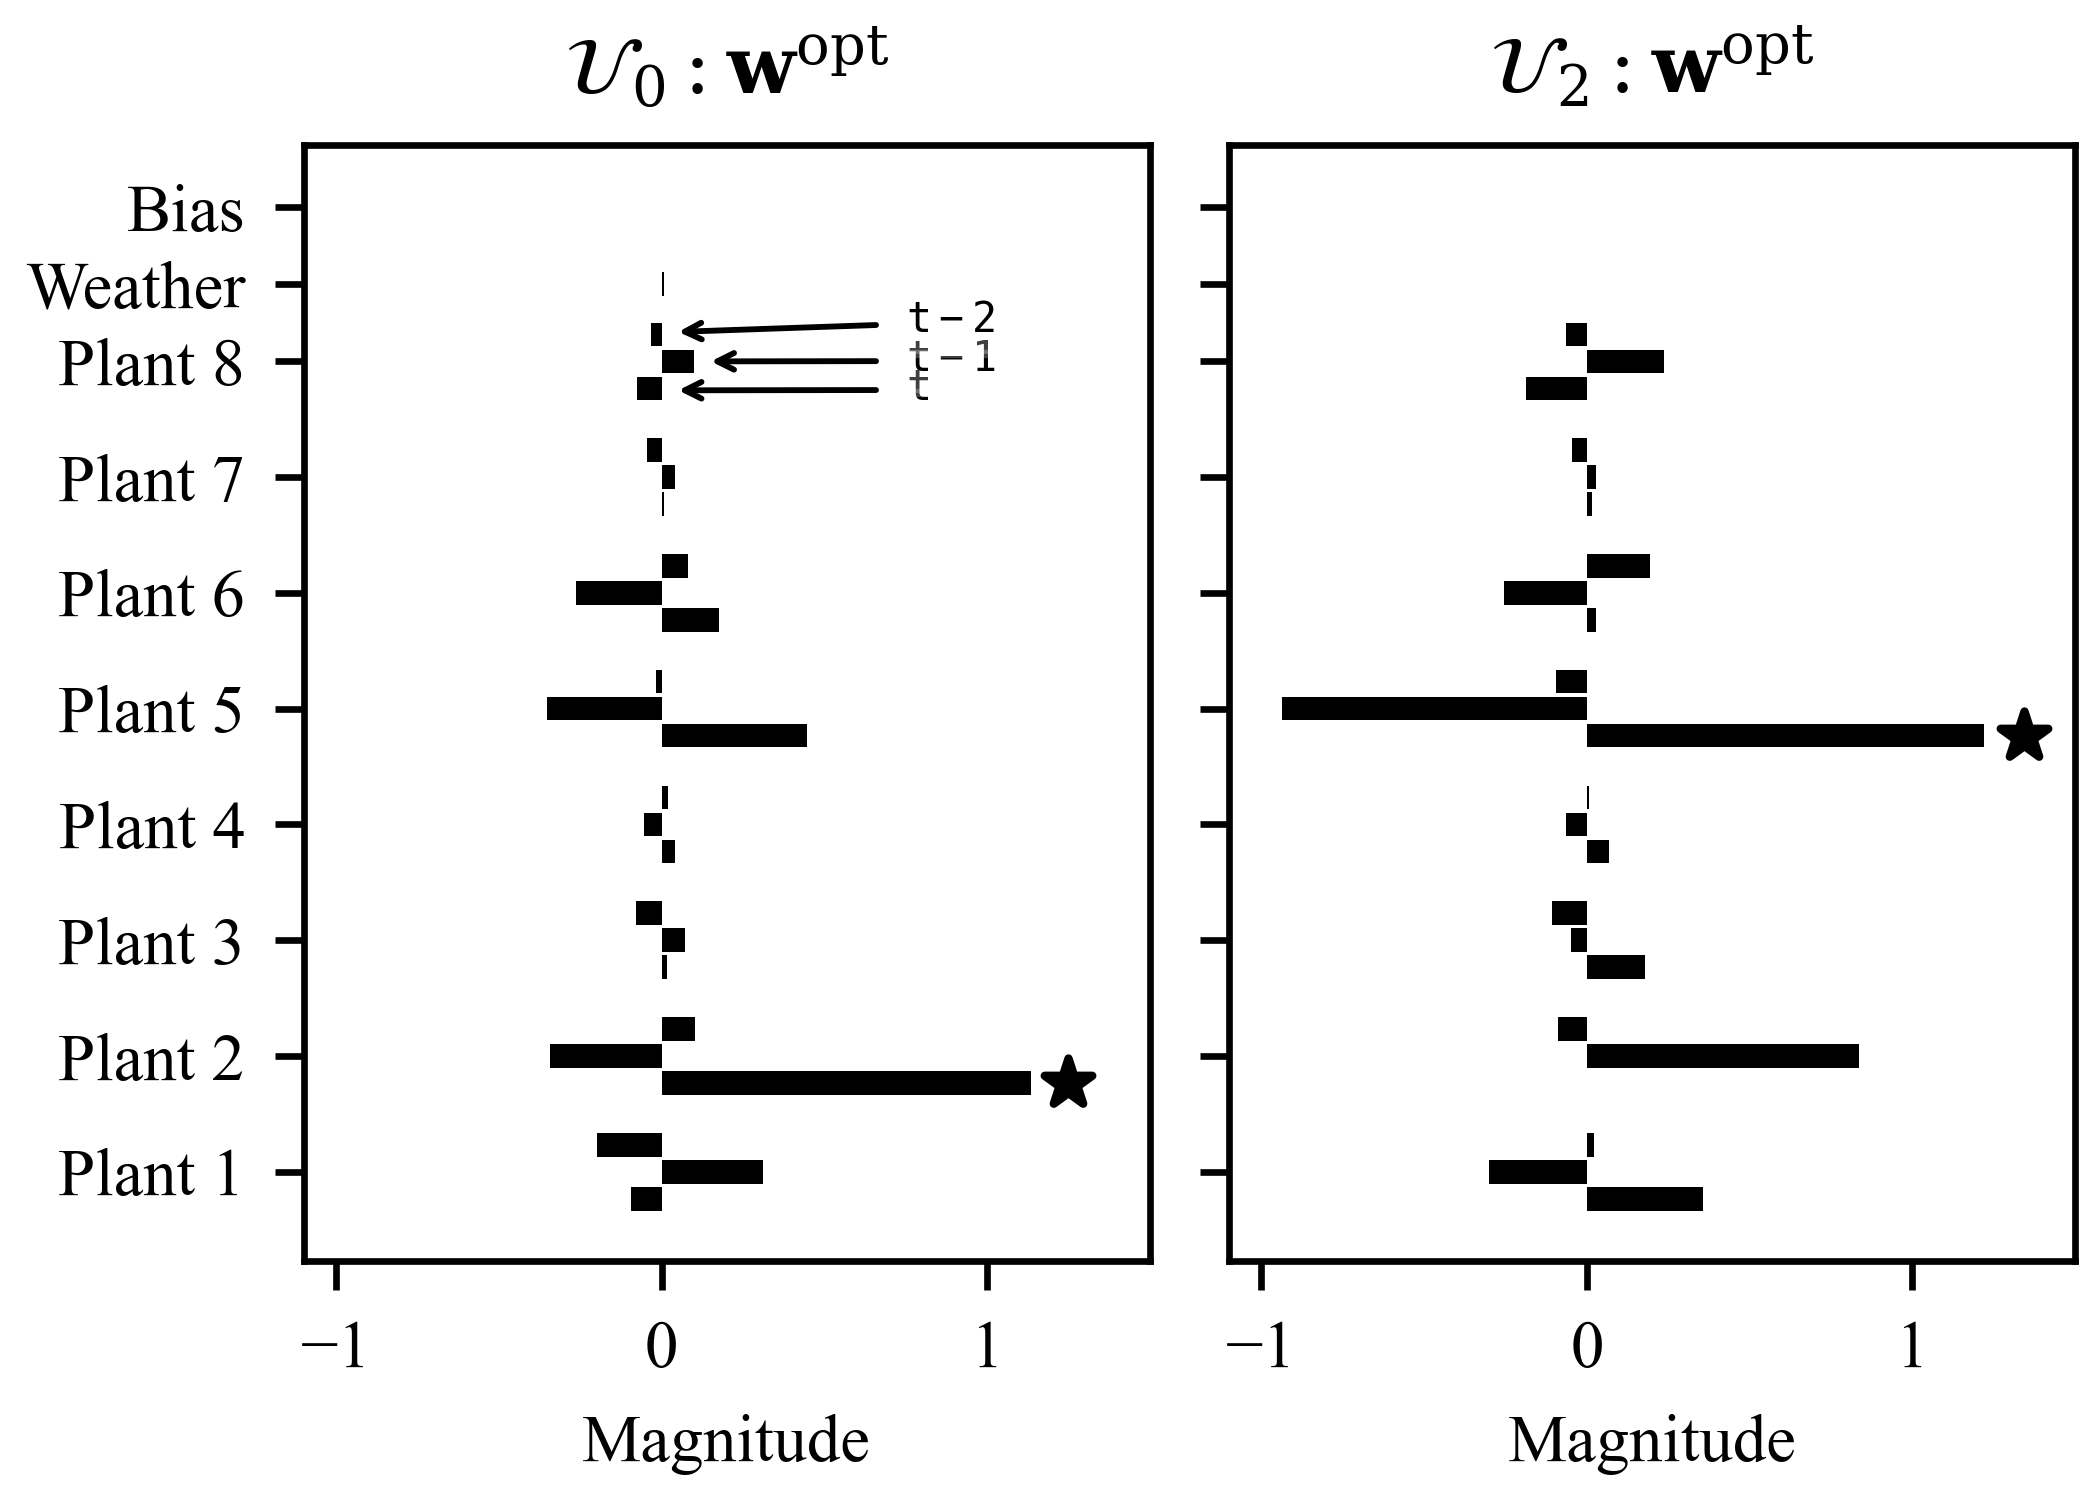 𝒰₀ : 𝐰ᵒᵖᵗ
𝒰₂ : 𝐰ᵒᵖᵗ
Bias
Weather
Plant 8
Plant 7
Plant 6
Plant 5
Plant 4
Plant 3
Plant 2
Plant 1
t−2
t−1
t
−1 0 1
−1 0 1
Magnitude
Magnitude